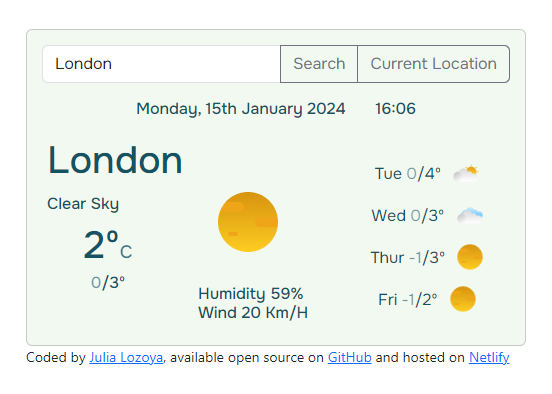 London Search Current Location
Monday, 15th January 2024 16:06
London
Clear Sky
2°C
0/3°
Humidity 59%
Wind 20 Km/H
Tue 0/4°
Wed 0/3°
Thur -1/3°
Fri -1/2°
Coded by Julia Lozoya, available open source on GitHub and hosted on Netlify